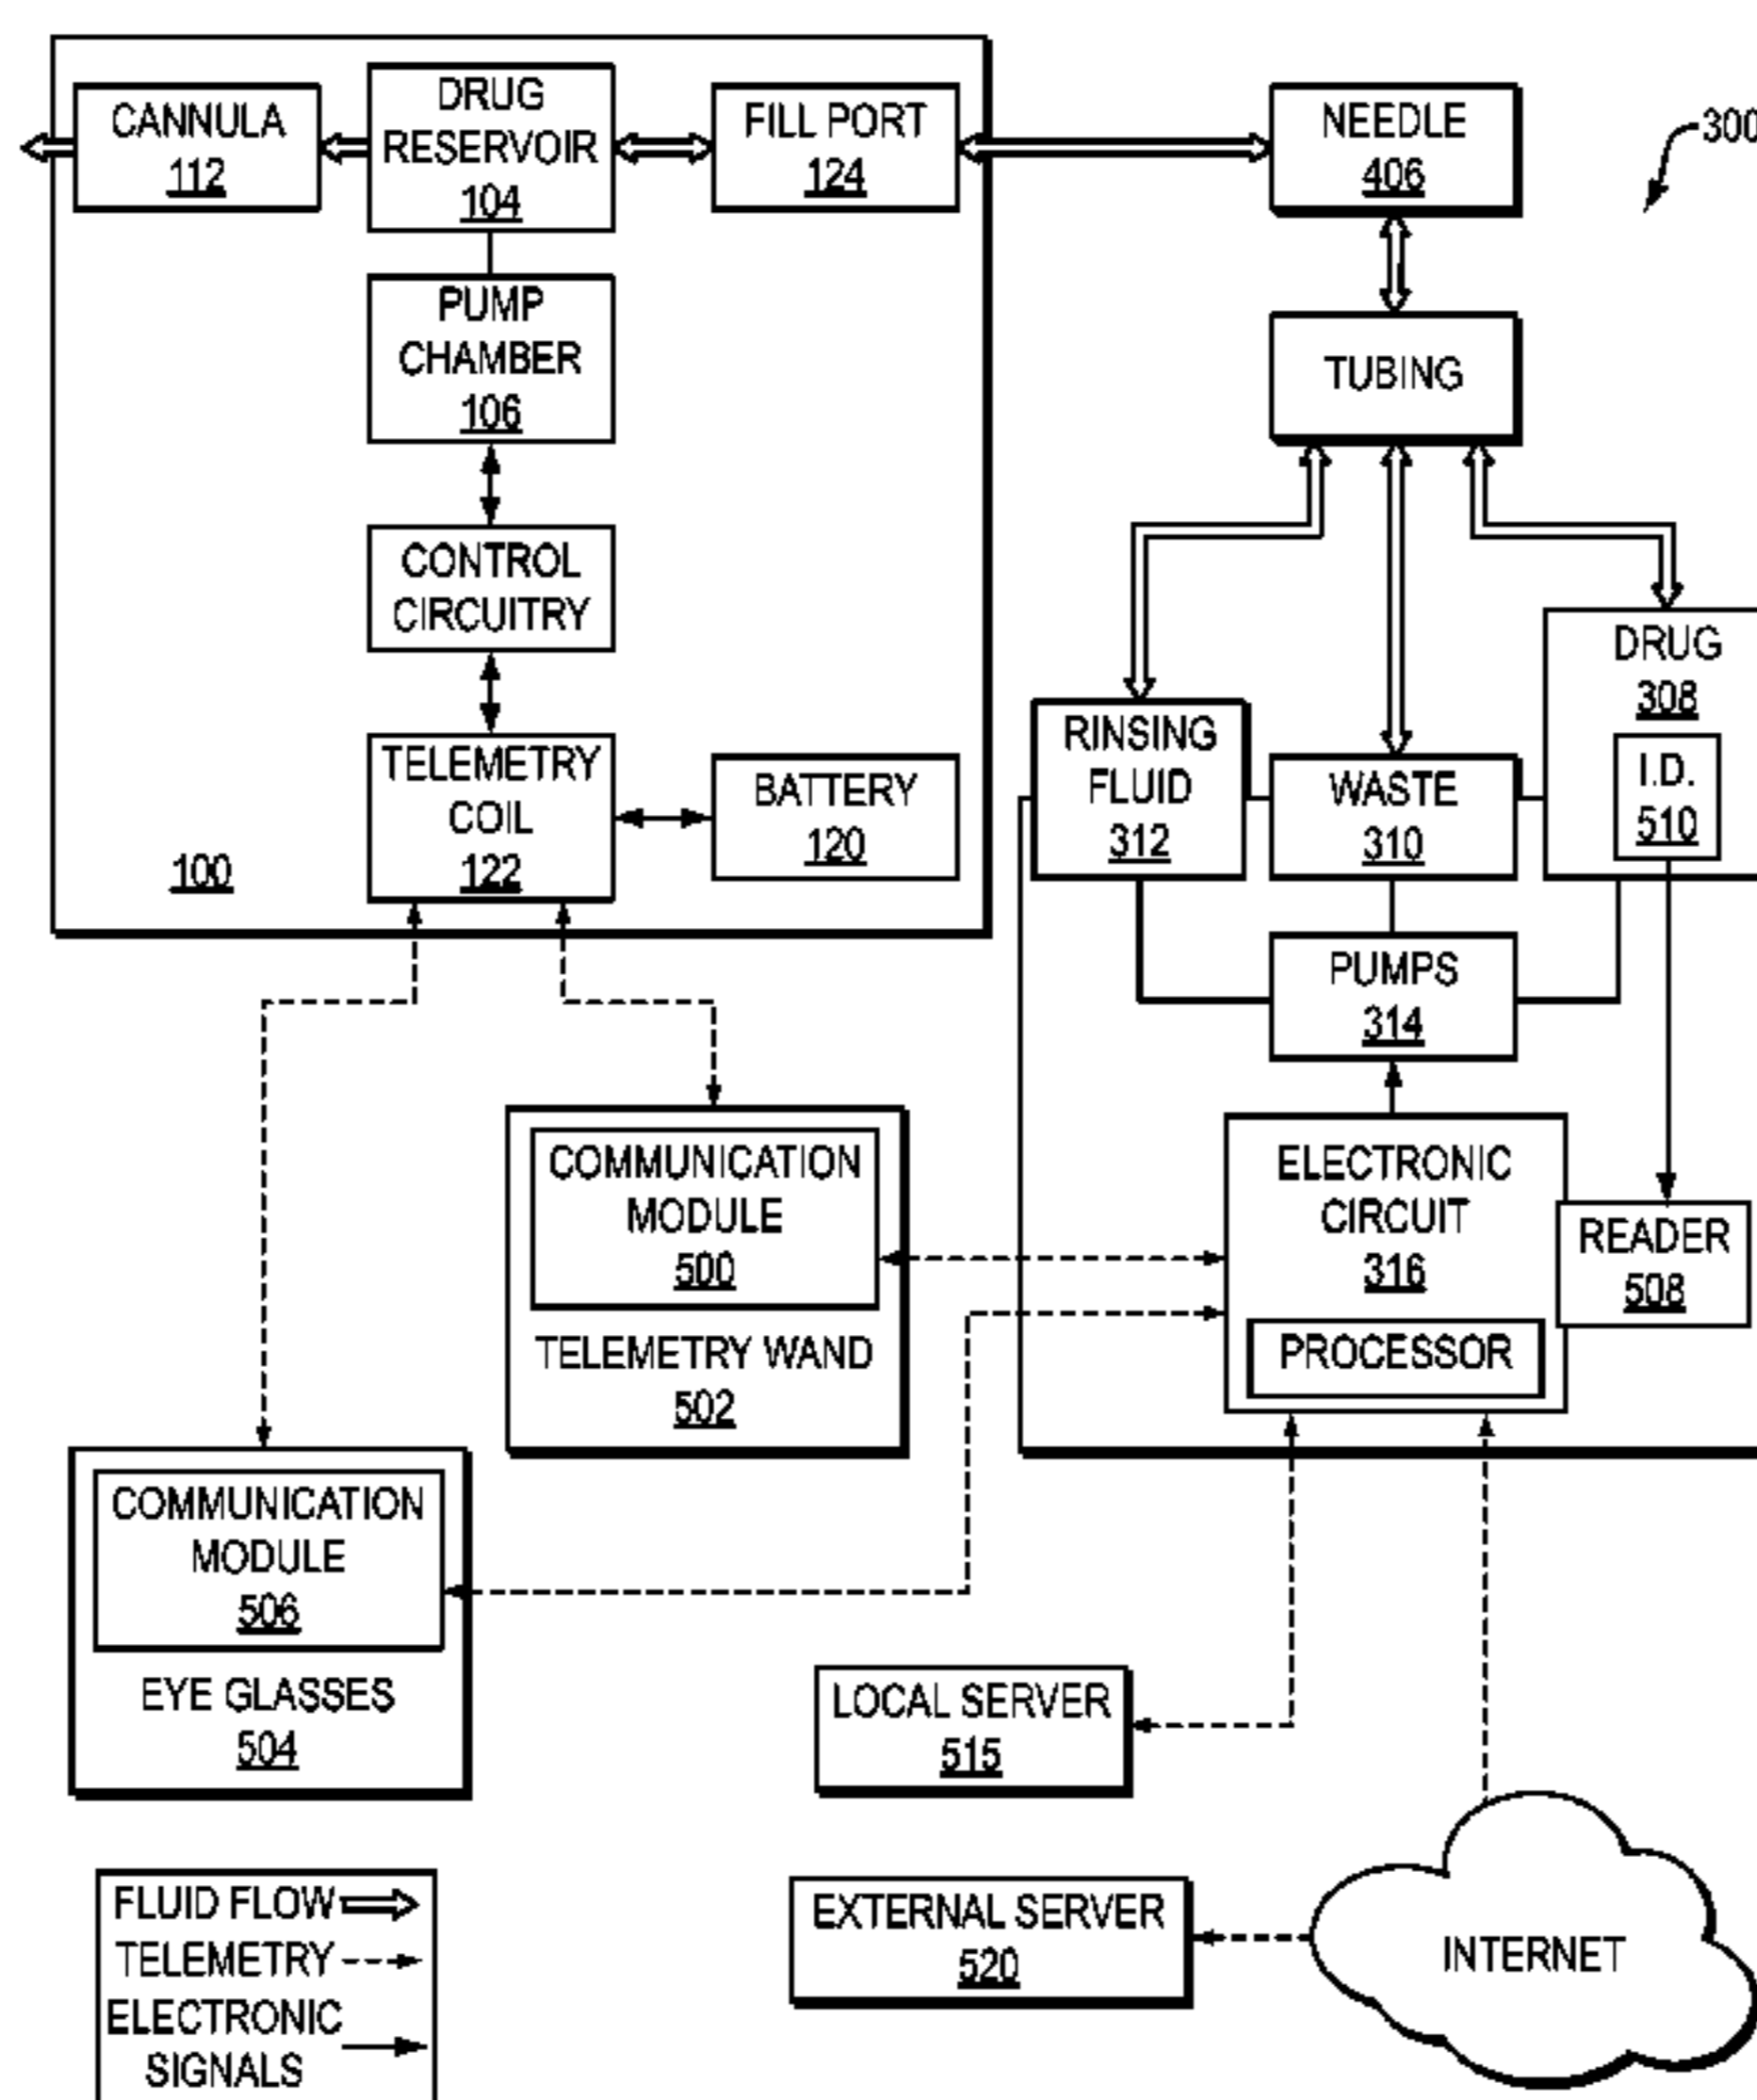 CANNULA
112
DRUG
RESERVOIR
104
FILL PORT
124
NEEDLE
406
300
PUMP
CHAMBER
106
TUBING
CONTROL
CIRCUITRY
TELEMETRY
COIL
122
BATTERY
120
100
RINSING
FLUID
312
WASTE
310
DRUG
308
I.D.
510
PUMPS
314
COMMUNICATION
MODULE
500
TELEMETRY WAND
502
ELECTRONIC
CIRCUIT
316
PROCESSOR
READER
508
COMMUNICATION
MODULE
506
EYE GLASSES
504
LOCAL SERVER
515
EXTERNAL SERVER
520
INTERNET
FLUID FLOW
TELEMETRY
ELECTRONIC
SIGNALS